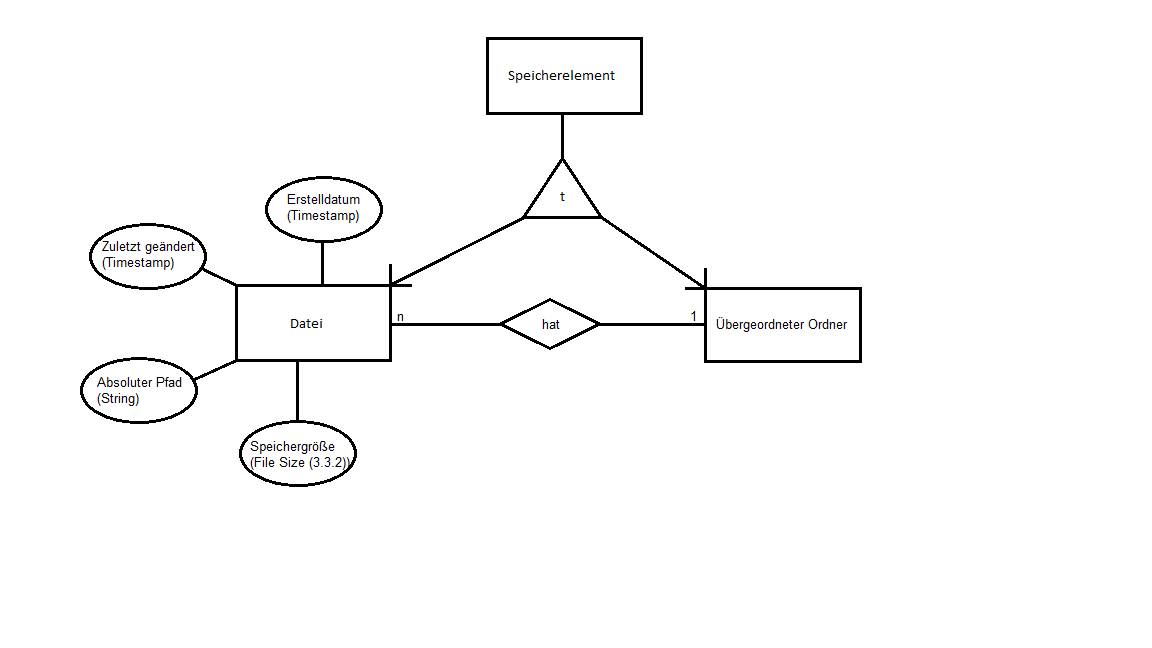 Speicherelement
t
Erstelldatum
(Timestamp)
Zuletzt geändert
(Timestamp)
Datei
n
hat
1
Übergeordneter Ordner
Absoluter Pfad
(String)
Speichergröße
(File Size (3.3.2))